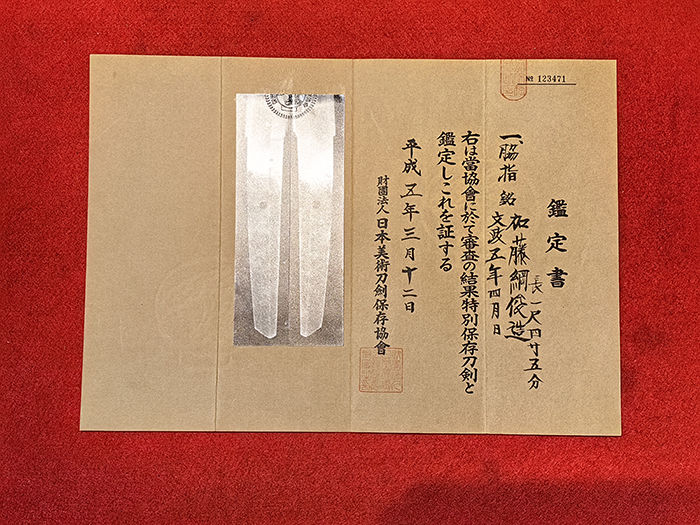 № 123471
鑑定書
一、脇指 銘 加藤綱俊造
文政五年四月日
長一尺四寸五分
右は當協會に於て審査の結果特別保存刀剣と
鑑定しこれを証する
平成五年三月十二日
財團法人日本美術刀劍保存協會